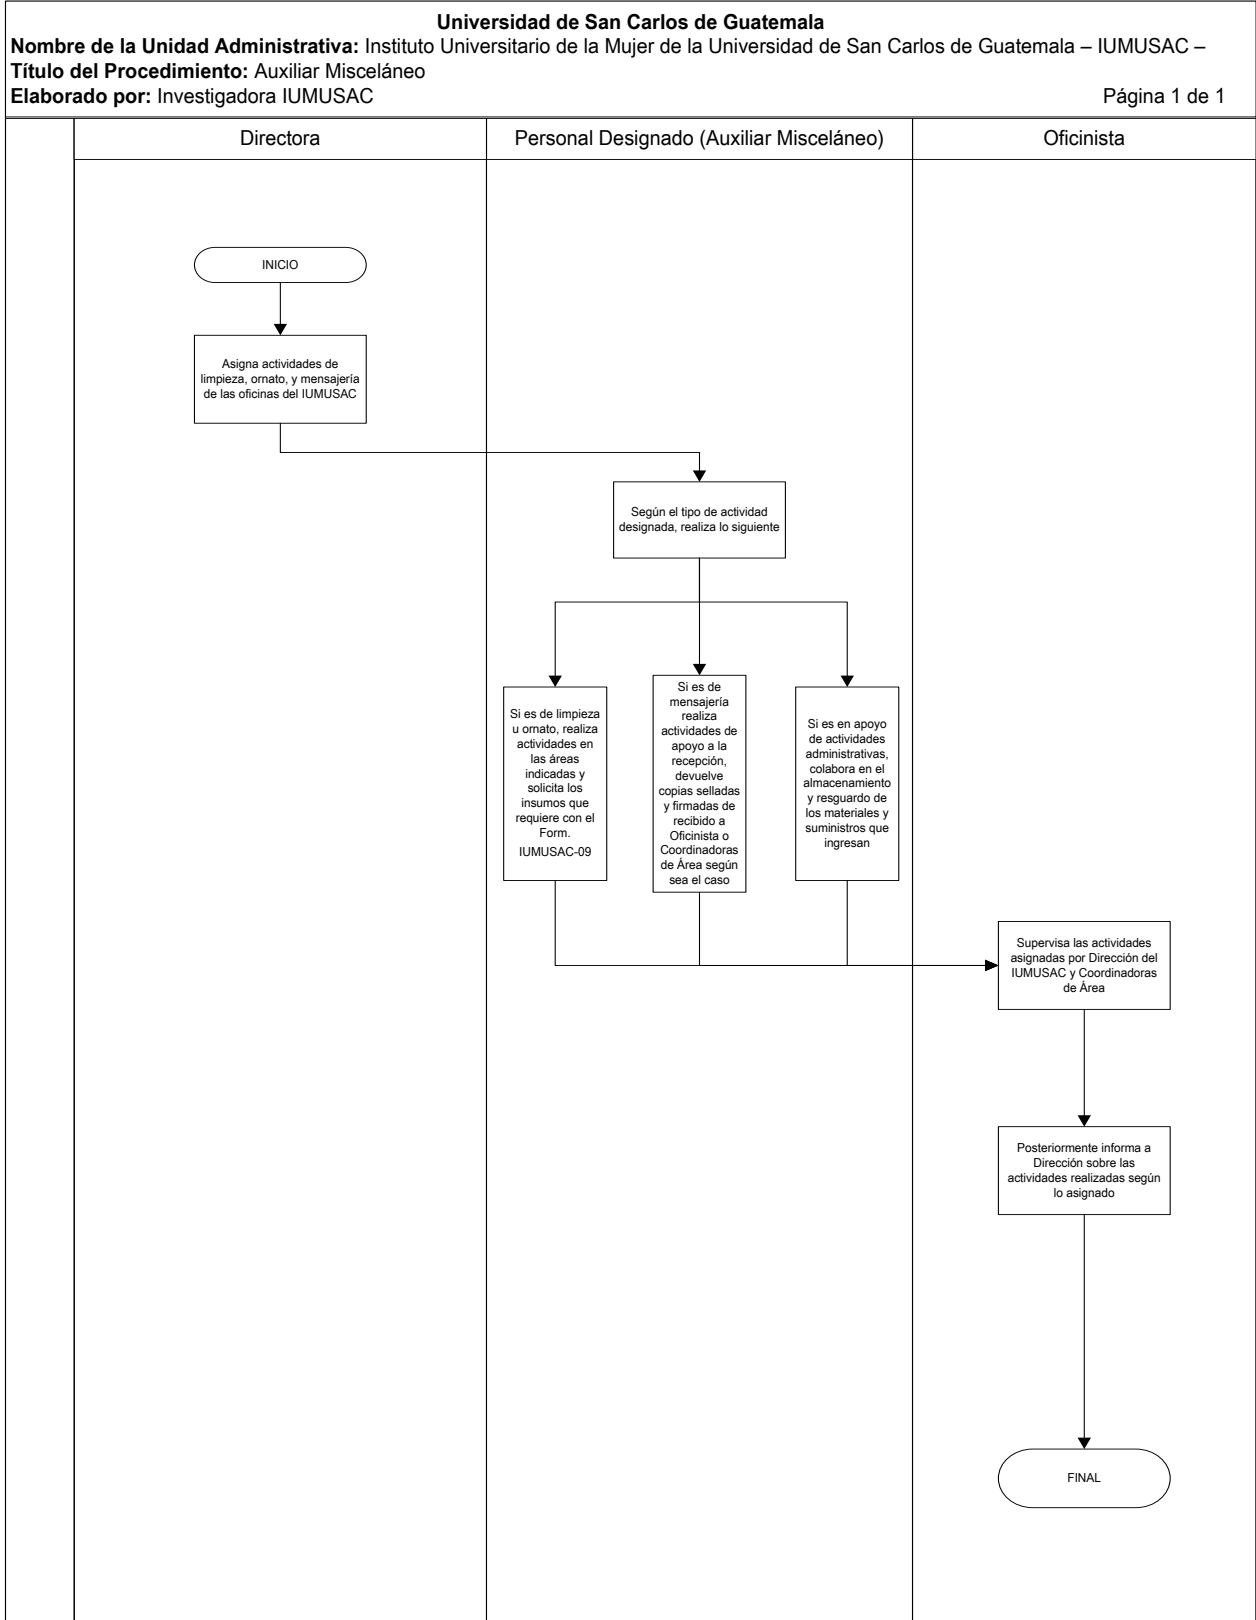 Universidad de San Carlos de Guatemala
Nombre de la Unidad Administrativa: Instituto Universitario de la Mujer de la Universidad de San Carlos de Guatemala – IUMUSAC –
Título del Procedimiento: Auxiliar Misceláneo
Elaborado por: Investigadora IUMUSAC Página 1 de 1
Directora Personal Designado (Auxiliar Misceláneo) Oficinista
INICIO
Asigna actividades de
limpieza, ornato, y mensajería
de las oficinas del IUMUSAC
Según el tipo de actividad
designada, realiza lo siguiente
Si es de limpieza
u ornato, realiza
actividades en
las áreas
indicadas y
solicita los
insumos que
requiere con el
Form.
IUMUSAC-09
Si es de
mensajería
realiza
actividades de
apoyo a la
recepción,
devuelve
copias selladas
y firmadas de
recibido a
Oficinista o
Coordinadoras
de Área según
sea el caso
Si es en apoyo
de actividades
administrativas,
colabora en el
almacenamiento
y resguardo de
los materiales y
suministros que
ingresan
Supervisa las actividades
asignadas por Dirección del
IUMUSAC y Coordinadoras
de Área
Posteriormente informa a
Dirección sobre las
actividades realizadas según
lo asignado
FINAL